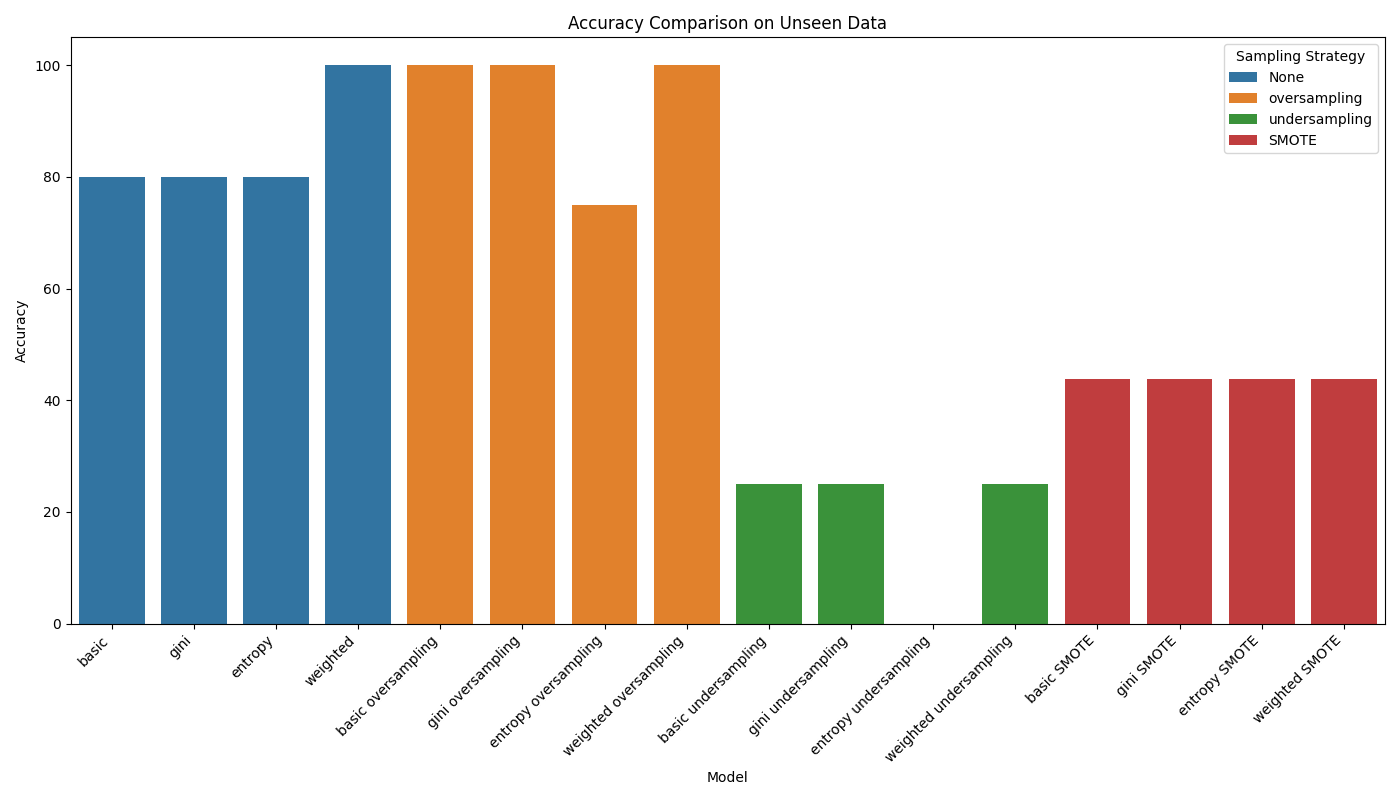 Accuracy Comparison on Unseen Data
Sampling Strategy
None
oversampling
undersampling
SMOTE
Accuracy
100
80
60
40
20
0
basic
gini
entropy
weighted
basic oversampling
gini oversampling
entropy oversampling
weighted oversampling
basic undersampling
gini undersampling
entropy undersampling
weighted undersampling
basic SMOTE
gini SMOTE
entropy SMOTE
weighted SMOTE
Model